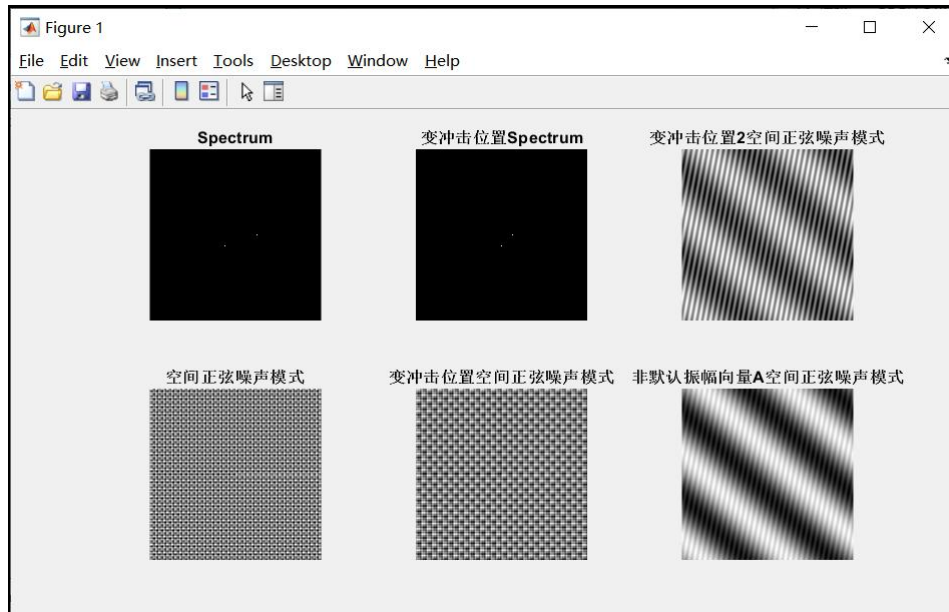 Figure 1
File Edit View Insert Tools Desktop Window Help
Spectrum
变冲击位置Spectrum
变冲击位置2空间正弦噪声模式
空间正弦噪声模式
变冲击位置空间正弦噪声模式
非默认振幅向量A空间正弦噪声模式